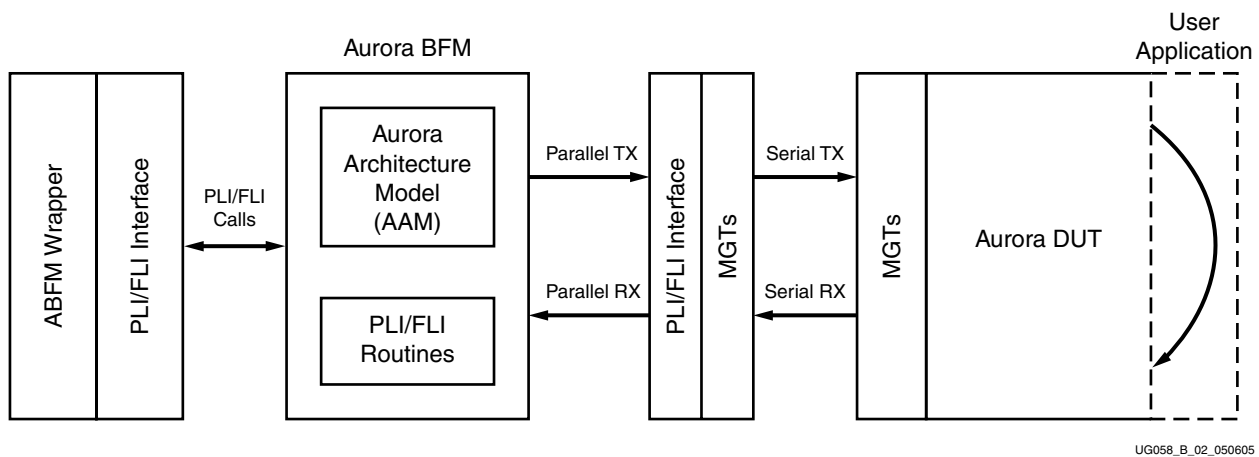 User
Application
Aurora BFM
ABFM Wrapper
PLI/FLI Interface
PLI/FLI
Calls
Aurora
Architecture
Model
(AAM)
PLI/FLI
Routines
Parallel TX
Parallel RX
PLI/FLI Interface
MGTs
Serial TX
Serial RX
MGTs
Aurora DUT
UG058_B_02_050605